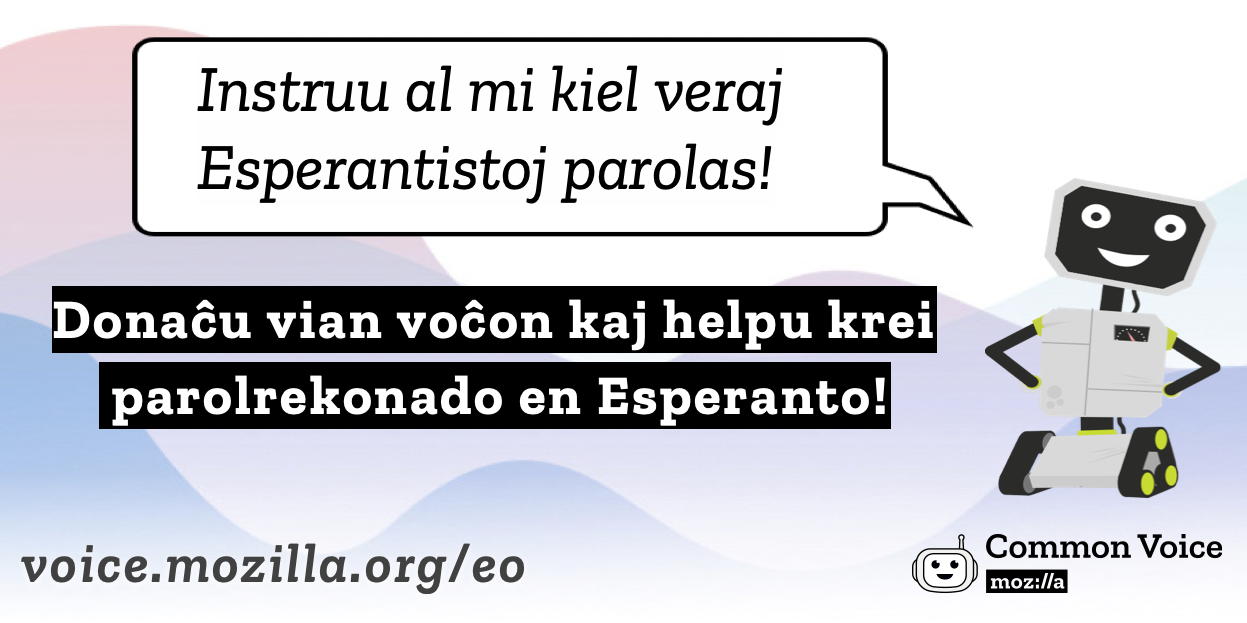 Instruu al mi kiel veraj
Esperantistoj parolas!
Donaĉu vian voĉon kaj helpu krei
parolrekonado en Esperanto!
voice.mozilla.org/eo
Common Voice
moz://a